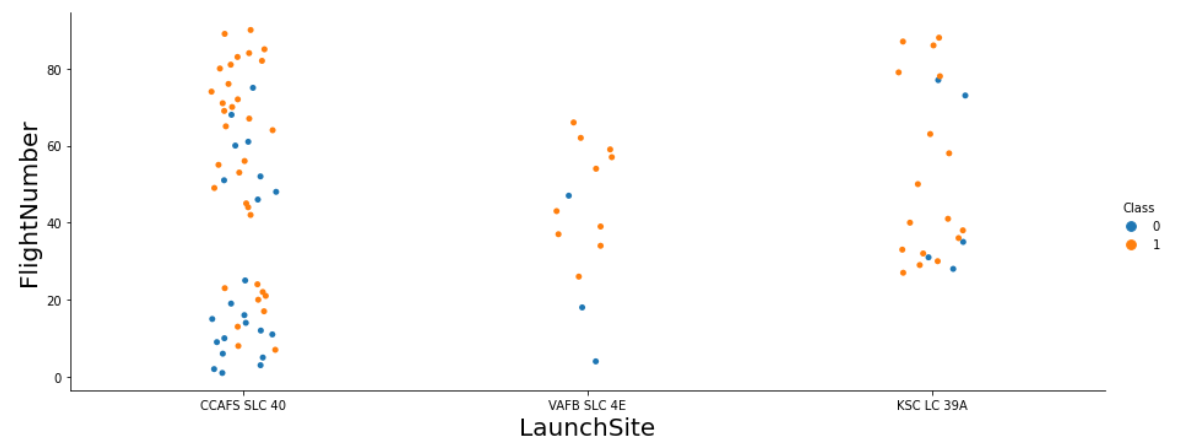 FlightNumber
80
60
40
20
0
CCAFS SLC 40
VAFB SLC 4E
KSC LC 39A
LaunchSite
Class
0
1